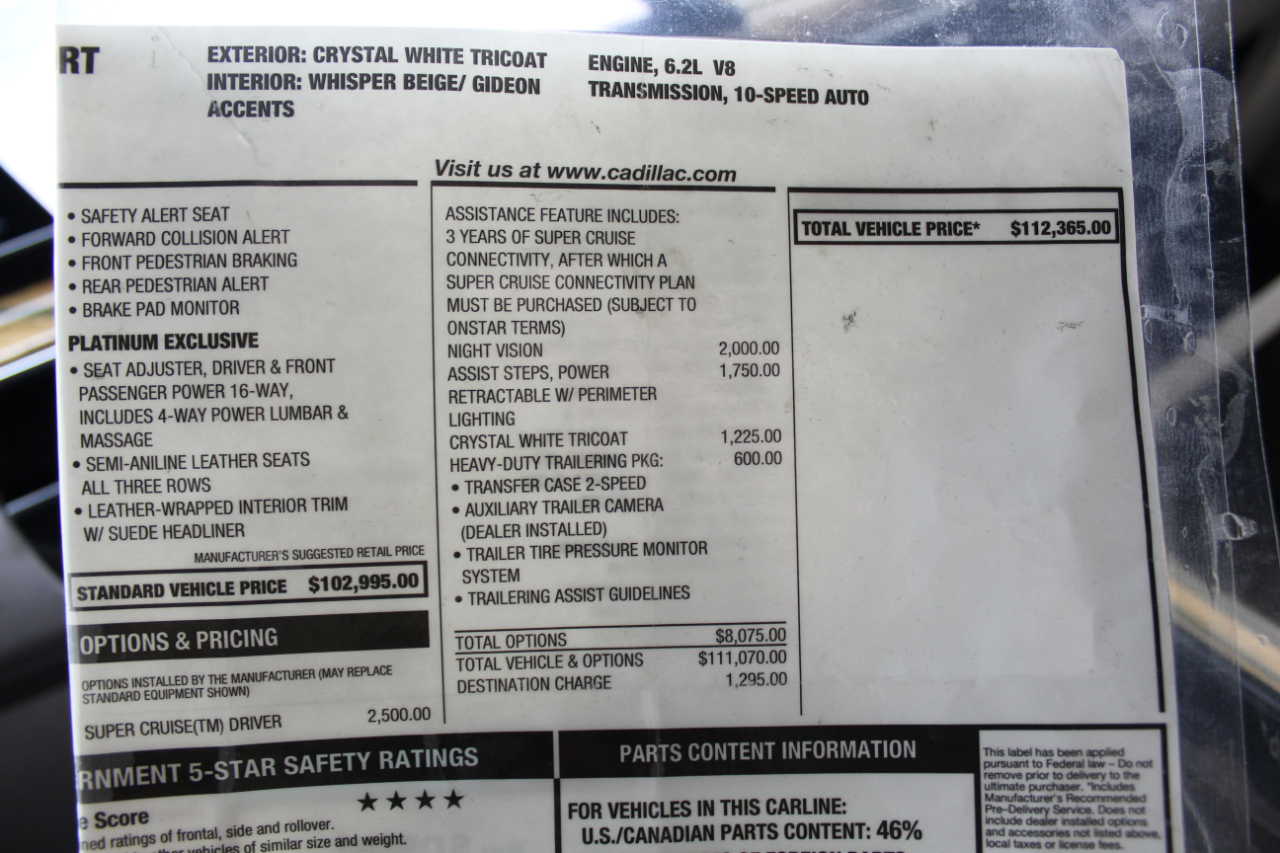 RT
EXTERIOR: CRYSTAL WHITE TRICOAT
INTERIOR: WHISPER BEIGE/ GIDEON
ACCENTS
ENGINE, 6.2L V8
TRANSMISSION, 10-SPEED AUTO
Visit us at www.cadillac.com
• SAFETY ALERT SEAT
• FORWARD COLLISION ALERT
• FRONT PEDESTRIAN BRAKING
• REAR PEDESTRIAN ALERT
• BRAKE PAD MONITOR
PLATINUM EXCLUSIVE
• SEAT ADJUSTER, DRIVER & FRONT
PASSENGER POWER 16-WAY,
INCLUDES 4-WAY POWER LUMBAR &
MASSAGE
• SEMI-ANILINE LEATHER SEATS
ALL THREE ROWS
• LEATHER-WRAPPED INTERIOR TRIM
W/ SUEDE HEADLINER
MANUFACTURER'S SUGGESTED RETAIL PRICE
STANDARD VEHICLE PRICE $102,995.00
OPTIONS & PRICING
OPTIONS INSTALLED BY THE MANUFACTURER (MAY REPLACE
STANDARD EQUIPMENT SHOWN)
SUPER CRUISE(TM) DRIVER 2,500.00
ASSISTANCE FEATURE INCLUDES:
3 YEARS OF SUPER CRUISE
CONNECTIVITY, AFTER WHICH A
SUPER CRUISE CONNECTIVITY PLAN
MUST BE PURCHASED (SUBJECT TO
ONSTAR TERMS)
NIGHT VISION 2,000.00
ASSIST STEPS, POWER 1,750.00
RETRACTABLE W/ PERIMETER
LIGHTING
CRYSTAL WHITE TRICOAT 1,225.00
HEAVY-DUTY TRAILERING PKG: 600.00
• TRANSFER CASE 2-SPEED
• AUXILIARY TRAILER CAMERA
(DEALER INSTALLED)
• TRAILER TIRE PRESSURE MONITOR
SYSTEM
• TRAILERING ASSIST GUIDELINES
TOTAL OPTIONS $8,075.00
TOTAL VEHICLE & OPTIONS $111,070.00
DESTINATION CHARGE 1,295.00
TOTAL VEHICLE PRICE* $112,365.00
RNMENT 5-STAR SAFETY RATINGS
★★★★
e Score
ned ratings of frontal, side and rollover.
vehicles of similar size and weight.
PARTS CONTENT INFORMATION
FOR VEHICLES IN THIS CARLINE:
U.S./CANADIAN PARTS CONTENT: 46%
This label has been applied
pursuant to Federal law – Do not
remove prior to delivery to the
ultimate purchaser. *Includes
Manufacturer's Recommended
Pre-Delivery Service. Does not
include dealer installed options
and accessories not listed above,
local taxes or license fees.